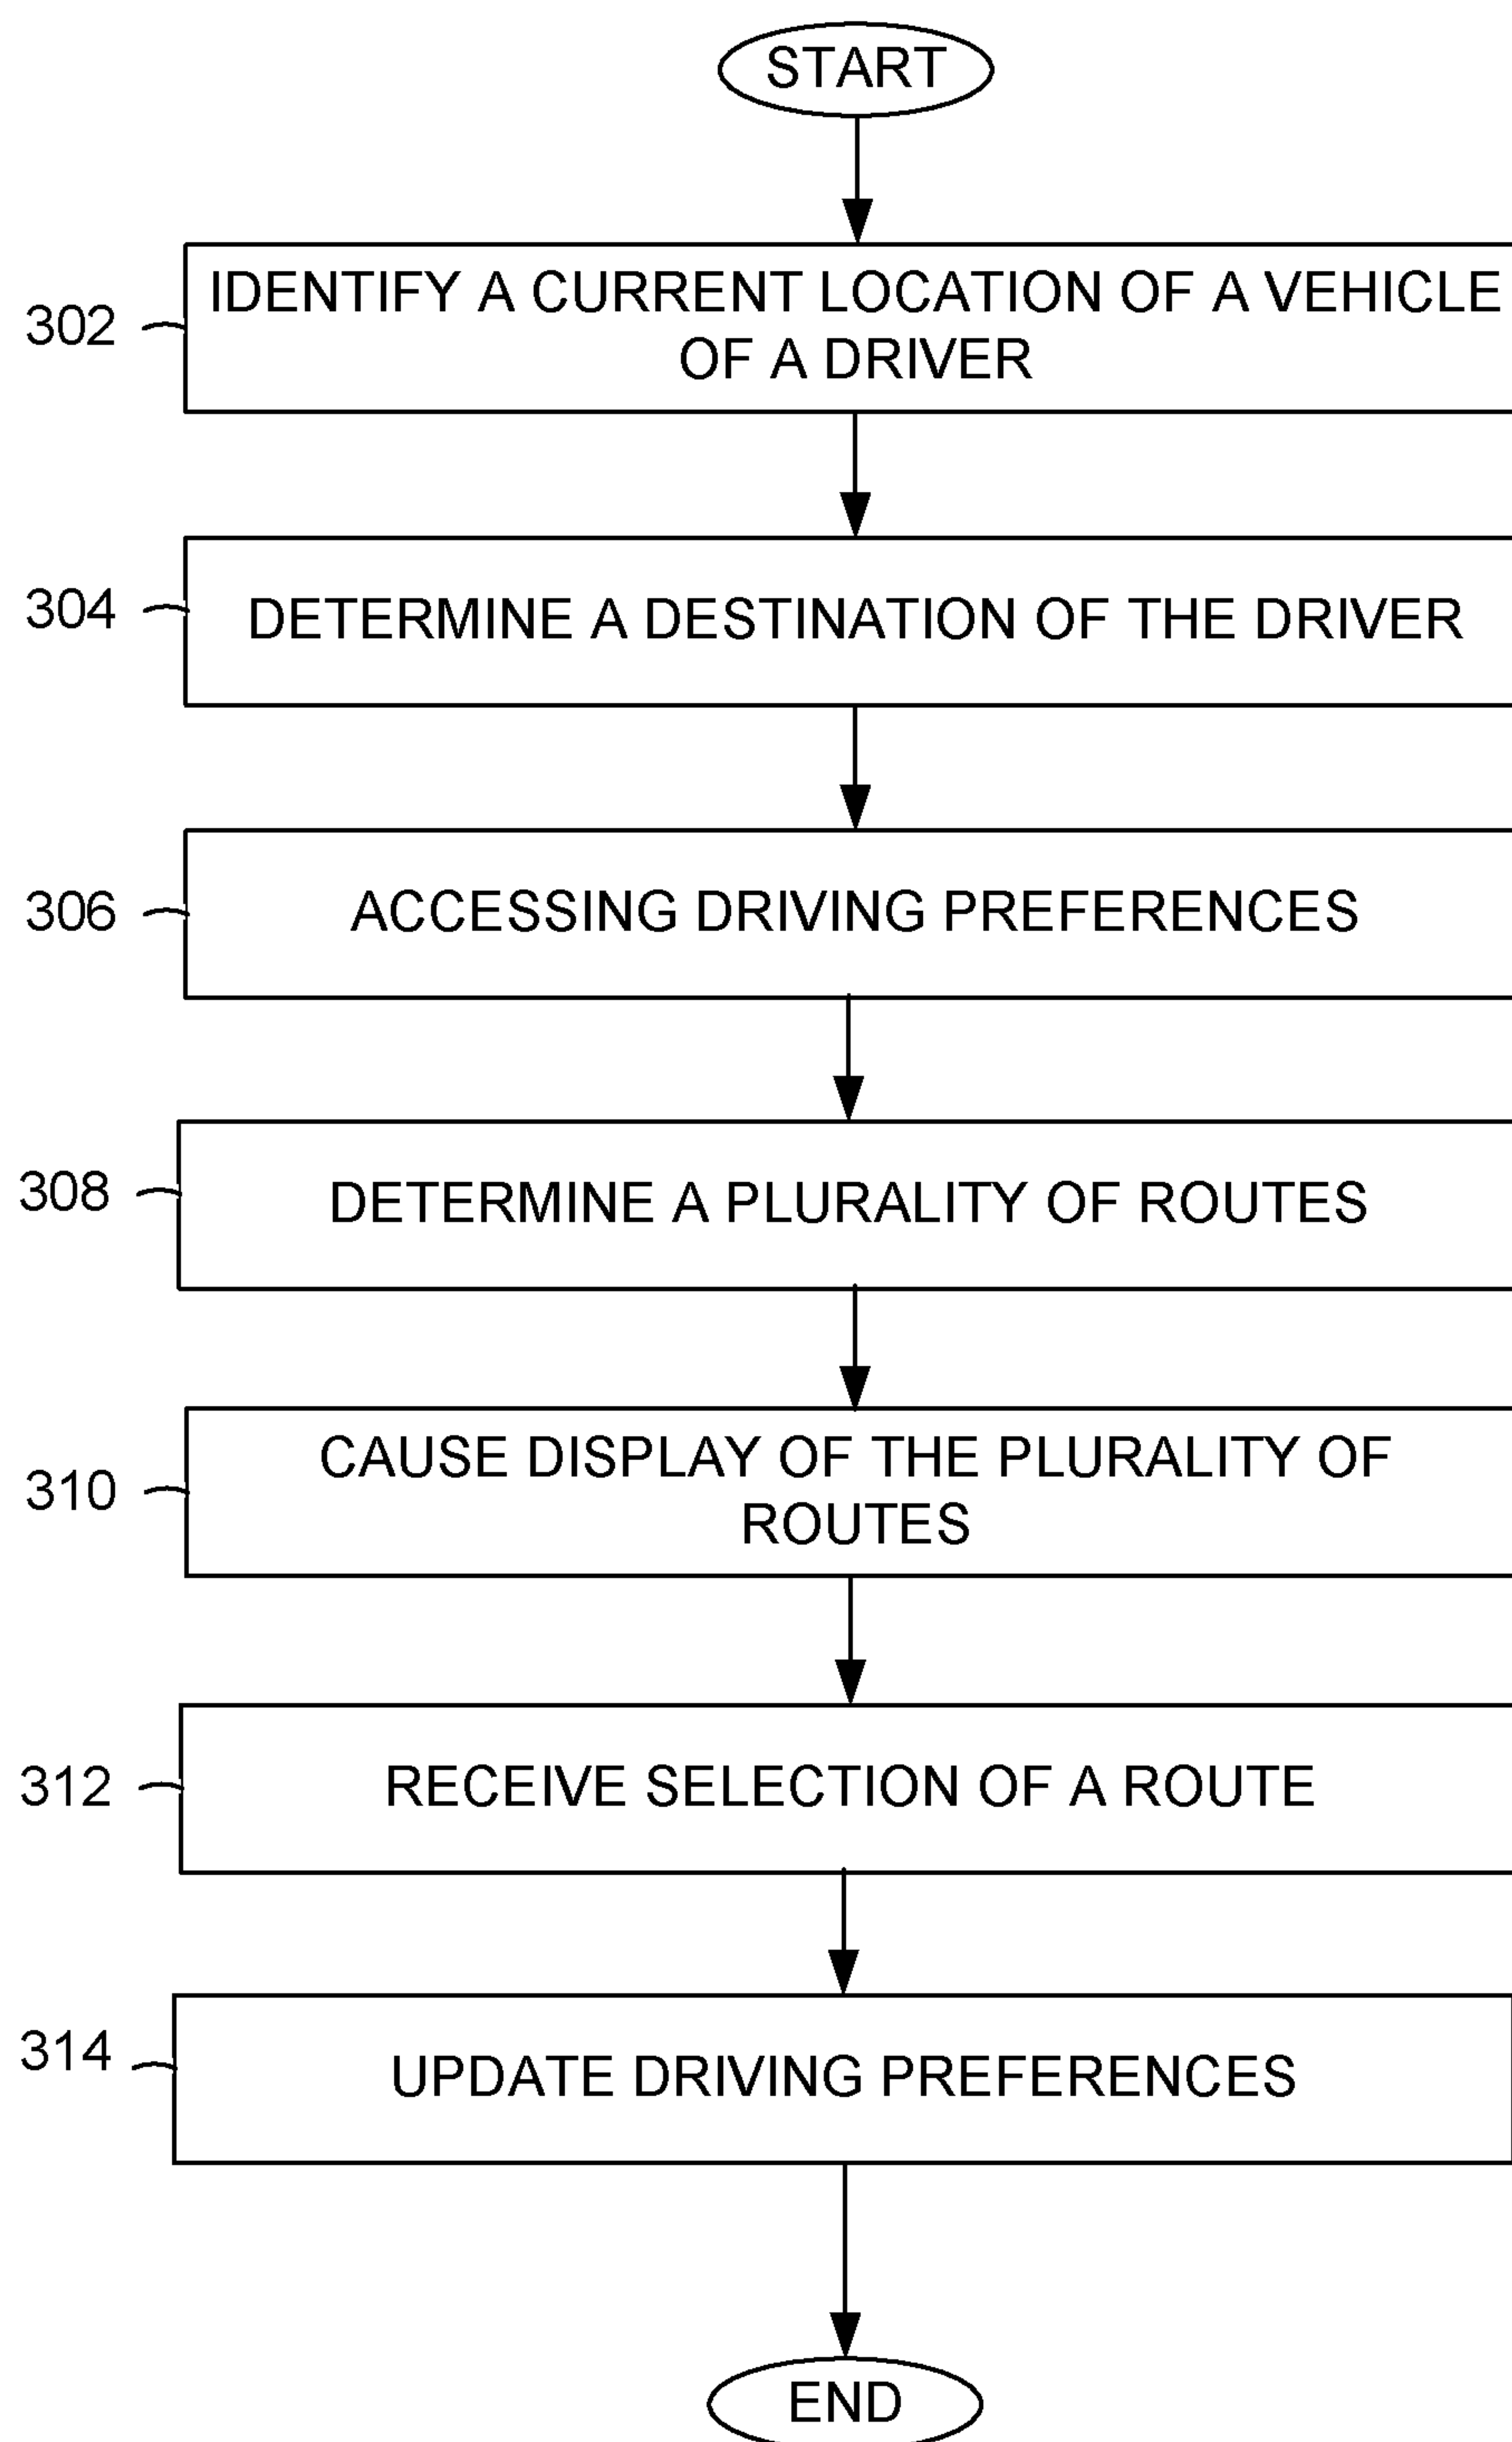 START
302
IDENTIFY A CURRENT LOCATION OF A VEHICLE
OF A DRIVER
304
DETERMINE A DESTINATION OF THE DRIVER
306
ACCESSING DRIVING PREFERENCES
308
DETERMINE A PLURALITY OF ROUTES
310
CAUSE DISPLAY OF THE PLURALITY OF
ROUTES
312
RECEIVE SELECTION OF A ROUTE
314
UPDATE DRIVING PREFERENCES
END